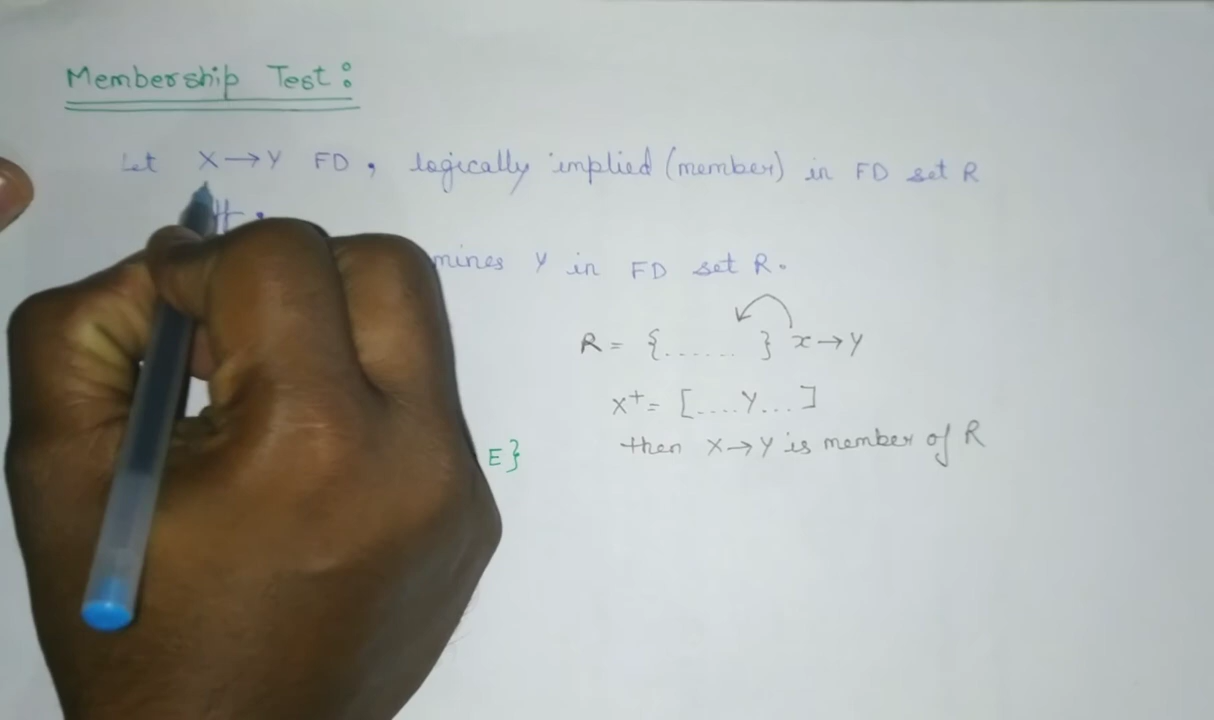 Membership Test:
Let X→Y FD, logically implied (member) in FD set R
mines Y in FD set R.
R = {...... } x→Y
X+= [....Y...]
then X→Y is member of R
E}